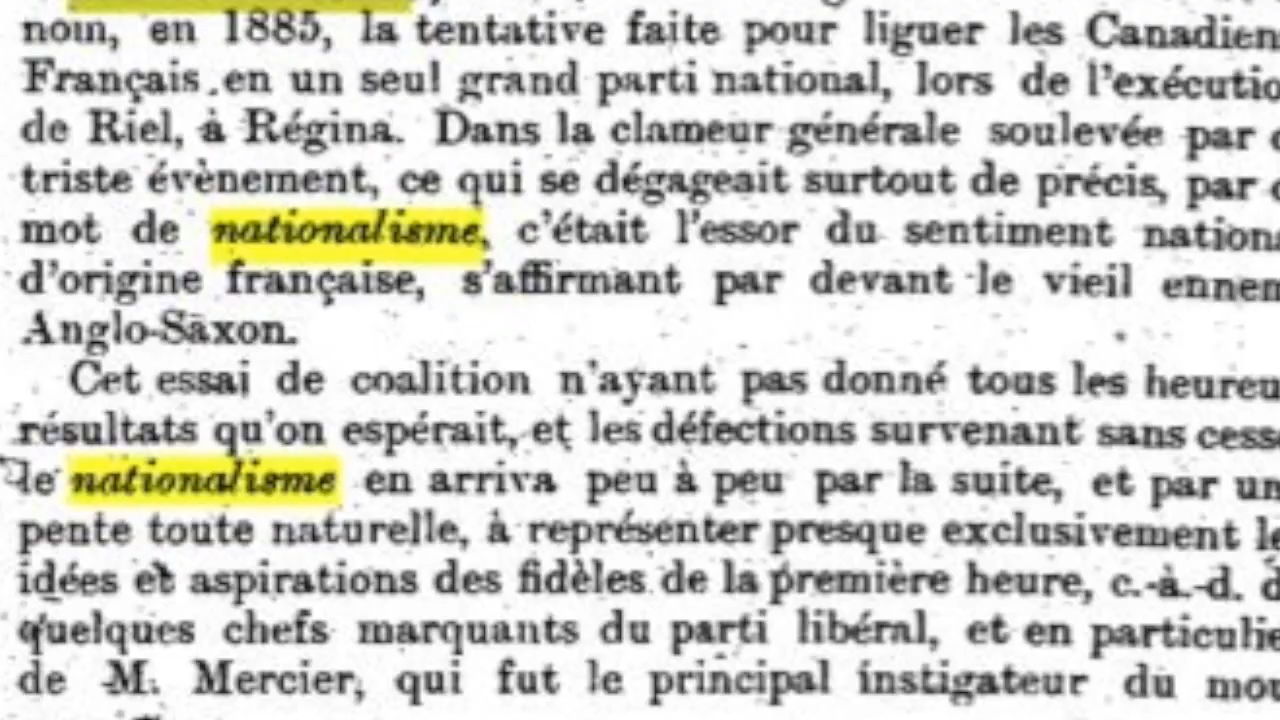 nom, en 1885, la tentative faite pour liguer les Canadien
Français en un seul grand parti national, lors de l'exécutio
de Riel, à Régina. Dans la clameur générale soulevée par
triste évènement, ce qui se dégageait surtout de précis, par
mot de nationalisme, c'était l'essor du sentiment nationa
d'origine française, s'affirmant par devant le vieil ennem
Anglo-Saxon.
Cet essai de coalition n'ayant pas donné tous les heureu
résultats qu'on espérait, et les défections survenant sans cess
le nationalisme en arriva peu à peu par la suite, et par un
pente toute naturelle, à représenter presque exclusivement le
idées et aspirations des fidèles de la première heure, c.-à-d. d
quelques chefs marquants du parti libéral, et en particulie
de M. Mercier, qui fut le principal instigateur du mou